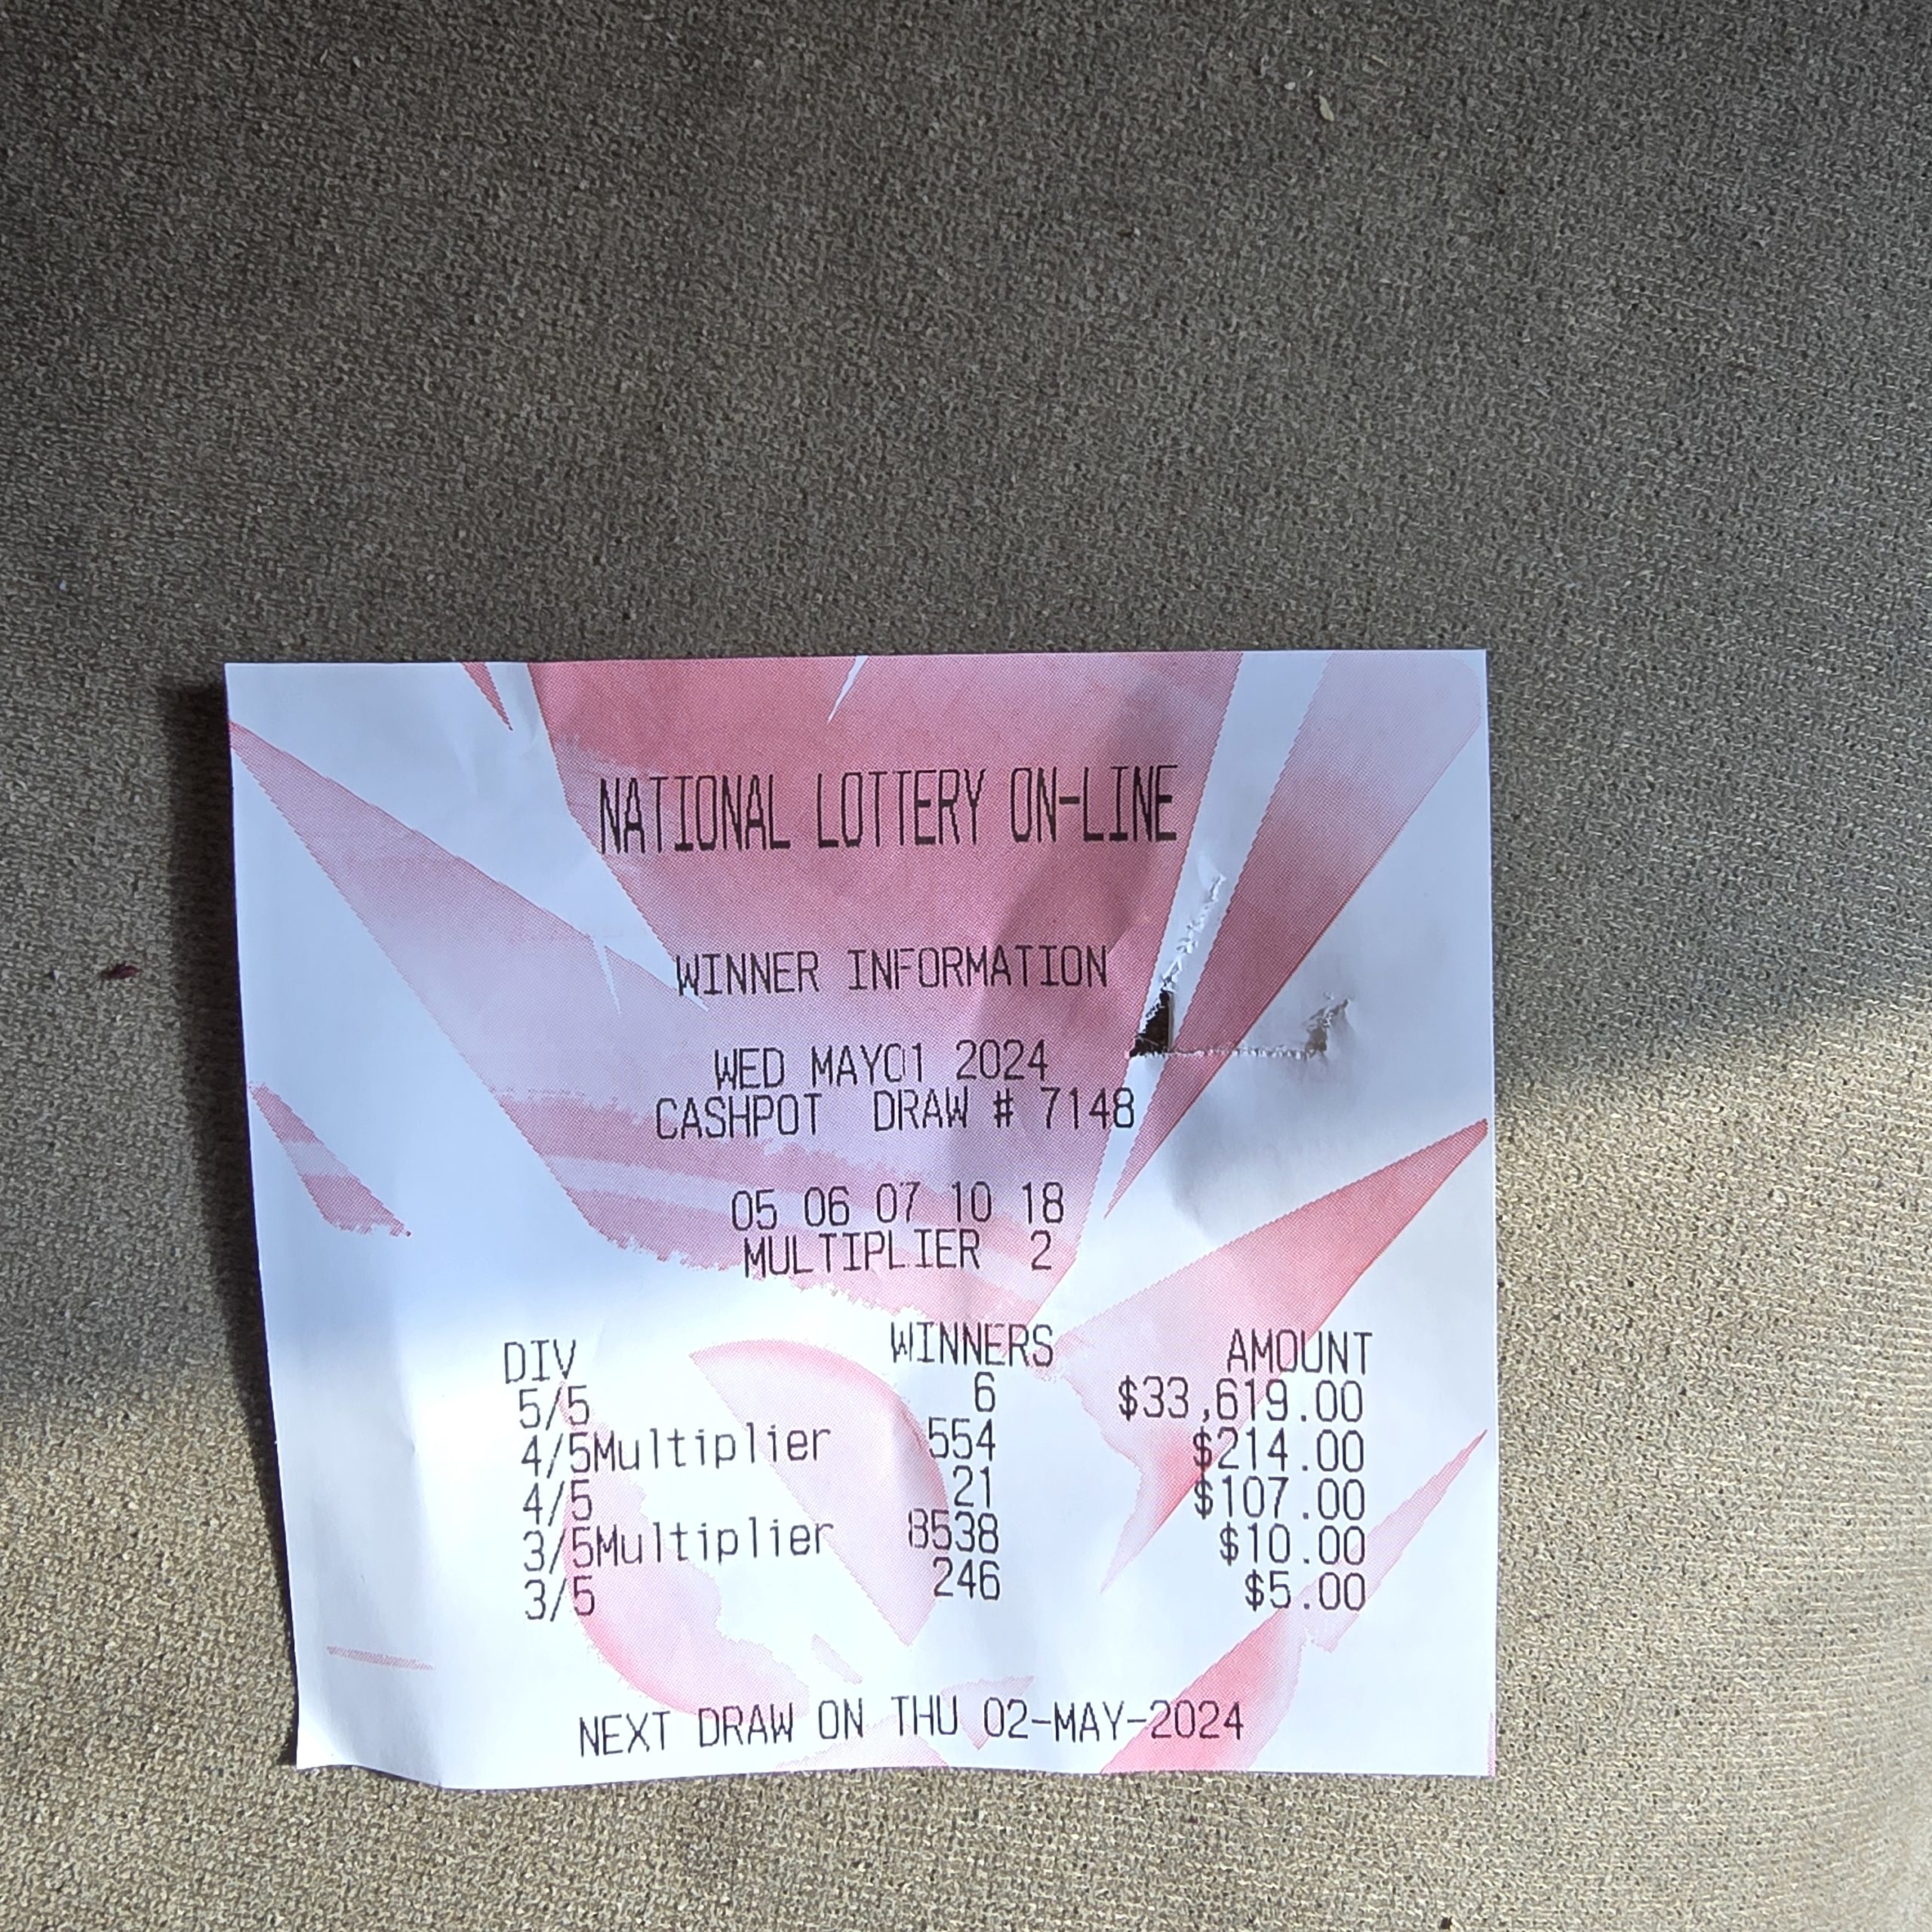 NATIONAL LOTTERY ON-LINE
WINNER INFORMATION
WED MAY01 2024
CASHPOT DRAW # 7148
05 06 07 10 18
MULTIPLIER 2
DIV WINNERS AMOUNT
5/5 6 $33,619.00
4/5Multiplier 554 $214.00
4/5 21 $107.00
3/5Multiplier 8538 $10.00
3/5 246 $5.00
NEXT DRAW ON THU 02-MAY-2024